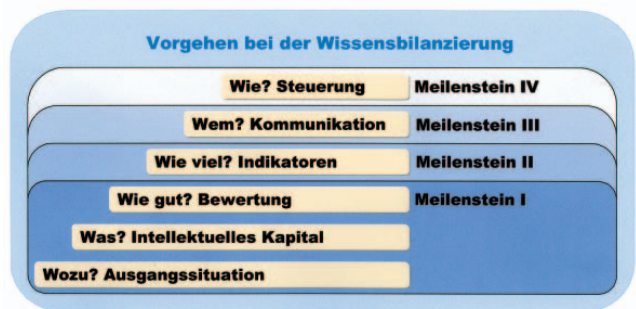 Vorgehen bei der Wissensbilanzierung
Wie? Steuerung Meilenstein IV
Wem? Kommunikation Meilenstein III
Wie viel? Indikatoren Meilenstein II
Wie gut? Bewertung Meilenstein I
Was? Intellektuelles Kapital
Wozu? Ausgangssituation